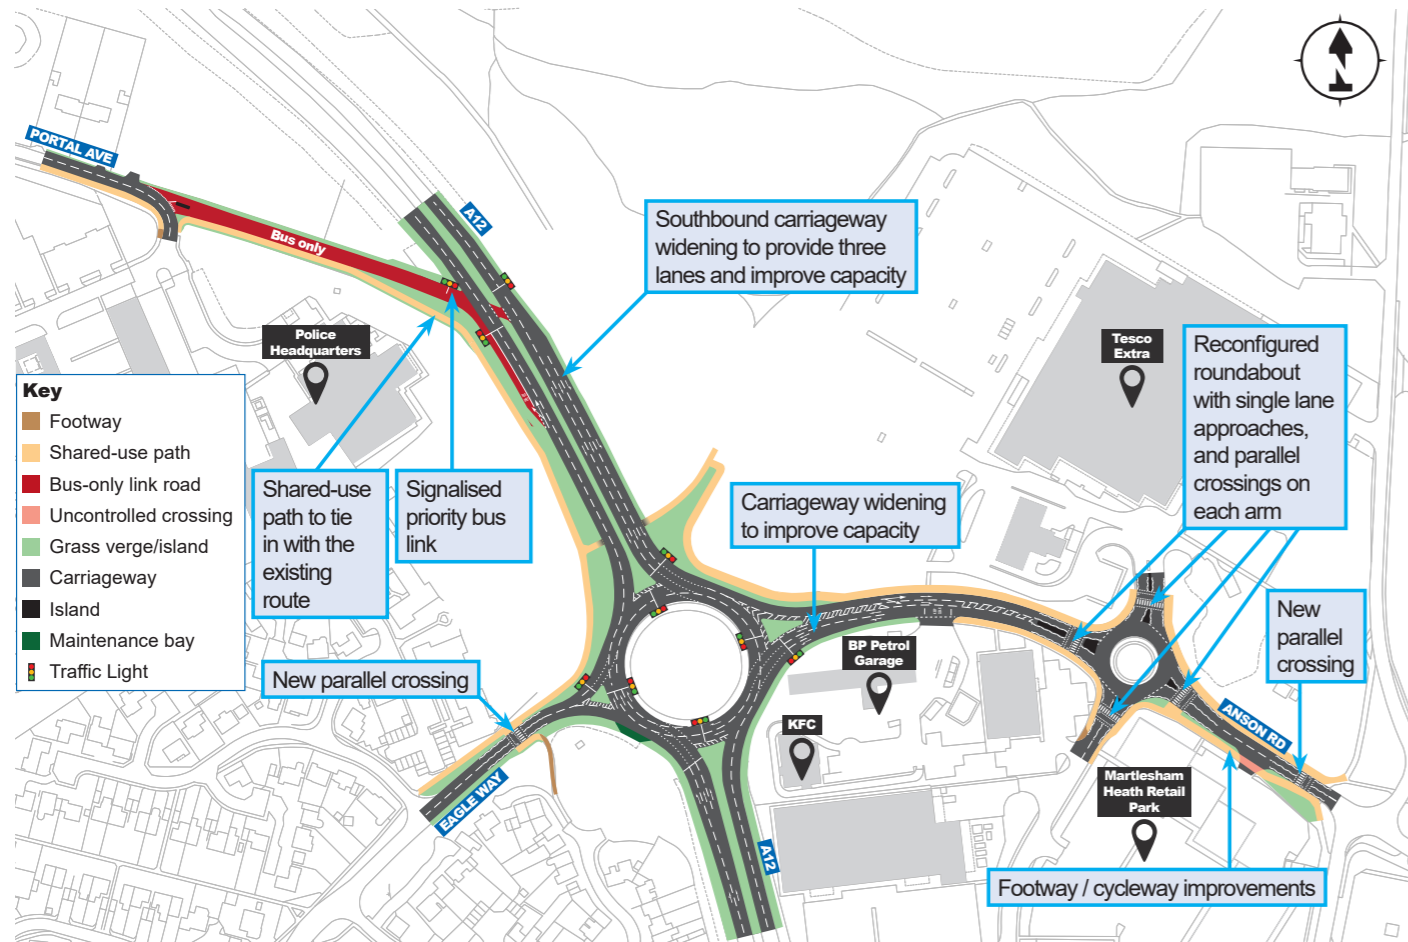 PORTAL AVE
A12
Bus only
Southbound carriageway
widening to provide three
lanes and improve capacity
Police
Headquarters
Tesco
Extra
Reconfigured
roundabout
with single lane
approaches,
and parallel
crossings on
each arm
Key
Footway
Shared-use path
Bus-only link road
Uncontrolled crossing
Grass verge/island
Carriageway
Island
Maintenance bay
Traffic Light
Shared-use
path to tie
in with the
existing
route
Signalised
priority bus
link
Carriageway widening
to improve capacity
New
parallel
crossing
New parallel crossing
BP Petrol
Garage
KFC
ANSON RD
EAGLE WAY
Martlesham
Heath Retail
Park
A12
Footway / cycleway improvements